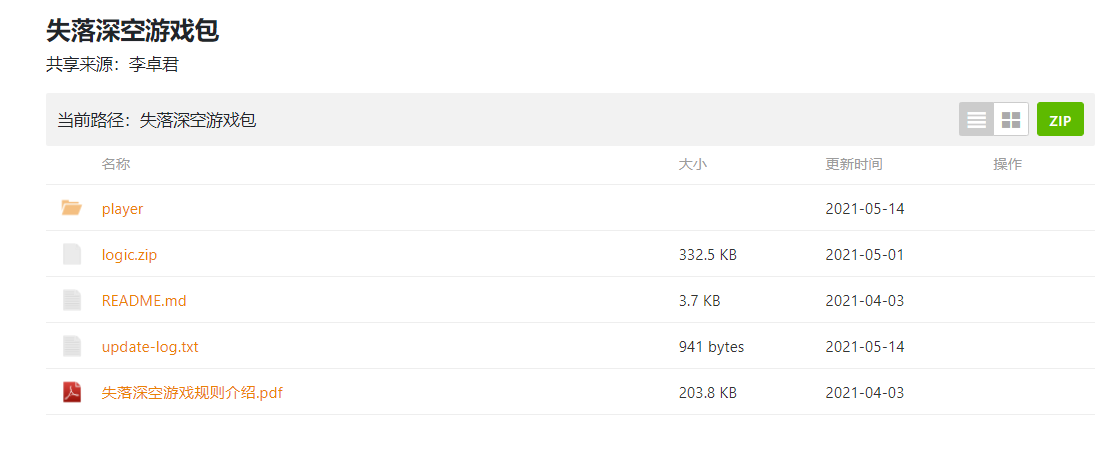 失落深空游戏包
共享来源：李卓君
当前路径：失落深空游戏包 ZIP
名称 大小 更新时间 操作
player 2021-05-14
logic.zip 332.5 KB 2021-05-01
README.md 3.7 KB 2021-04-03
update-log.txt 941 bytes 2021-05-14
失落深空游戏规则介绍.pdf 203.8 KB 2021-04-03